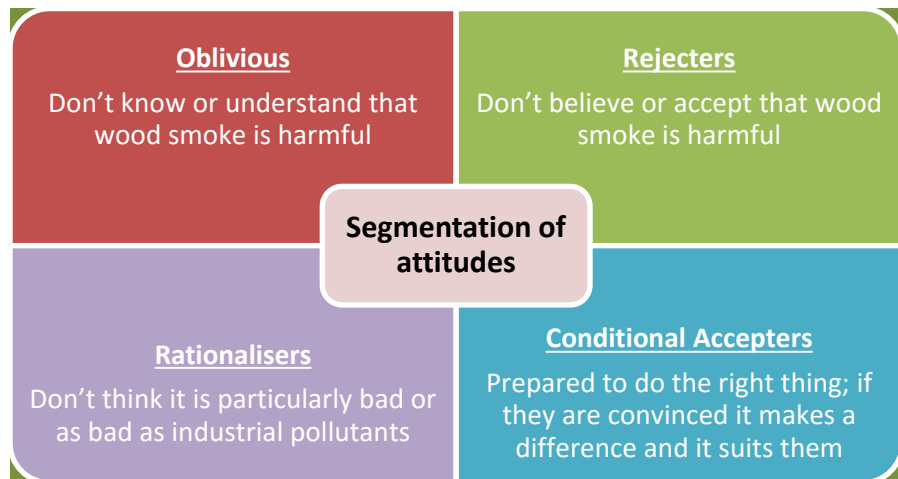 Oblivious
Don’t know or understand that
wood smoke is harmful
Rejecters
Don’t believe or accept that wood
smoke is harmful
Segmentation of
attitudes
Rationalisers
Don’t think it is particularly bad or
as bad as industrial pollutants
Conditional Accepters
Prepared to do the right thing; if
they are convinced it makes a
difference and it suits them